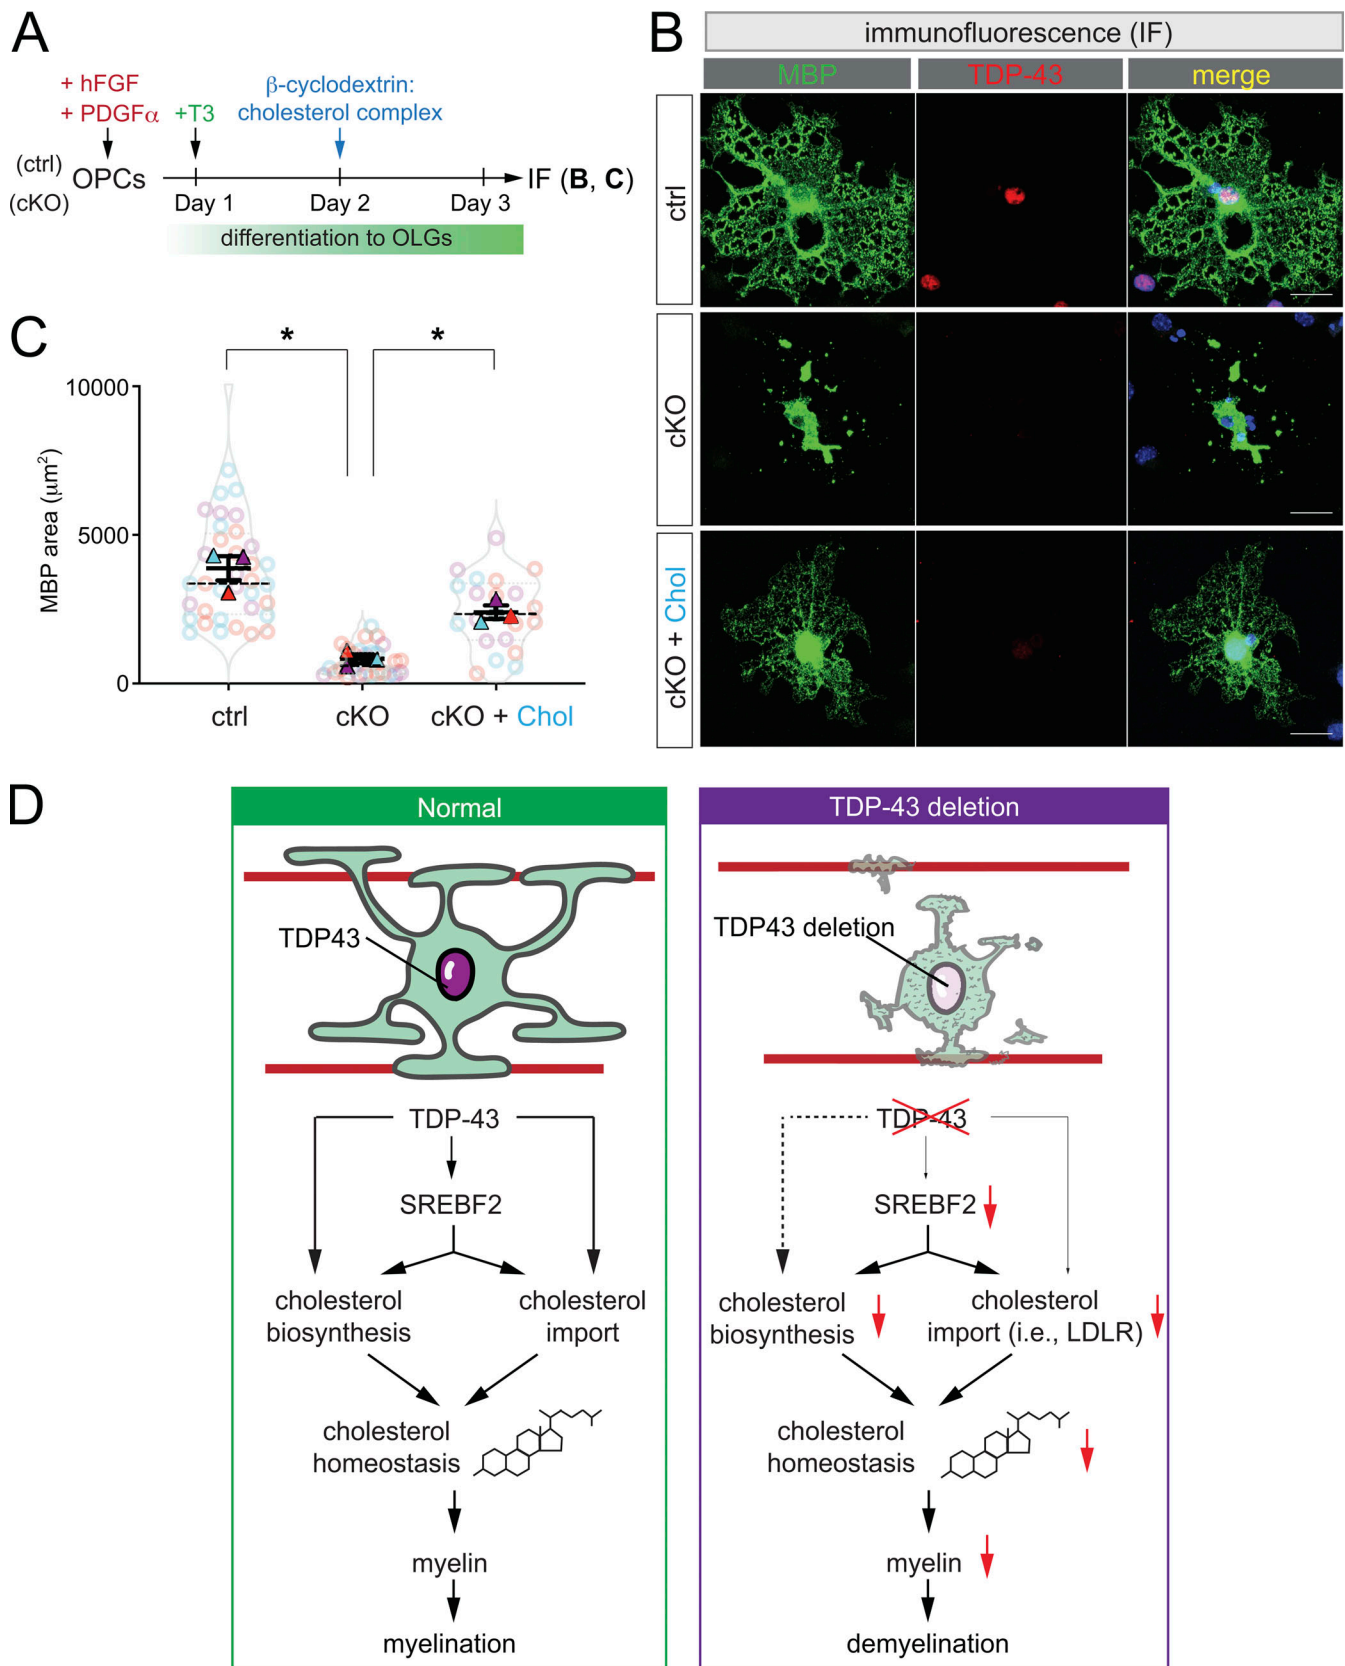 A
+ hFGF
+ PDGFα
+T3
β-cyclodextrin:
cholesterol complex
(ctrl)
(cKO)
OPCs
IF (B, C)
Day 1
Day 2
Day 3
differentiation to OLGs
B
immunofluorescence (IF)
MBP
TDP-43
merge
ctrl
cKO
cKO + Chol
C
*
*
10000
5000
0
MBP area (μm²)
ctrl
cKO
cKO + Chol
D
Normal
TDP43
TDP-43
SREBF2
cholesterol
biosynthesis
cholesterol
import
cholesterol
homeostasis
myelin
myelination
TDP-43 deletion
TDP43 deletion
TDP-43
SREBF2
cholesterol
biosynthesis
cholesterol
import (i.e., LDLR)
cholesterol
homeostasis
myelin
demyelination